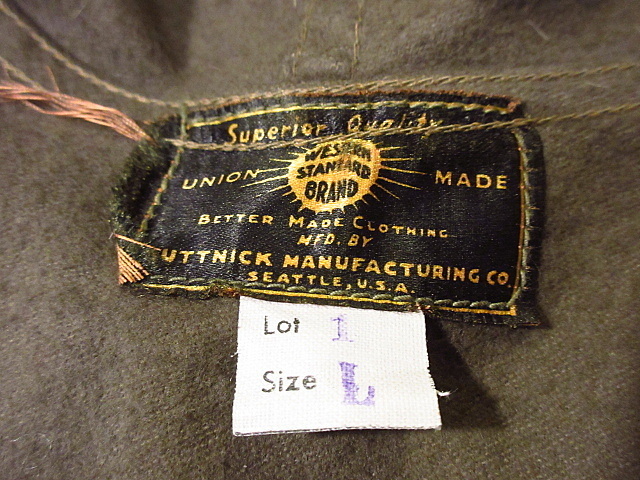 Superior Quality
WESTERN
STANDARD
BRAND
UNION MADE
BETTER MADE CLOTHING
MFD. BY
UTTNICK MANUFACTURING CO.
SEATTLE, U.S.A.
Lot 1
Size L